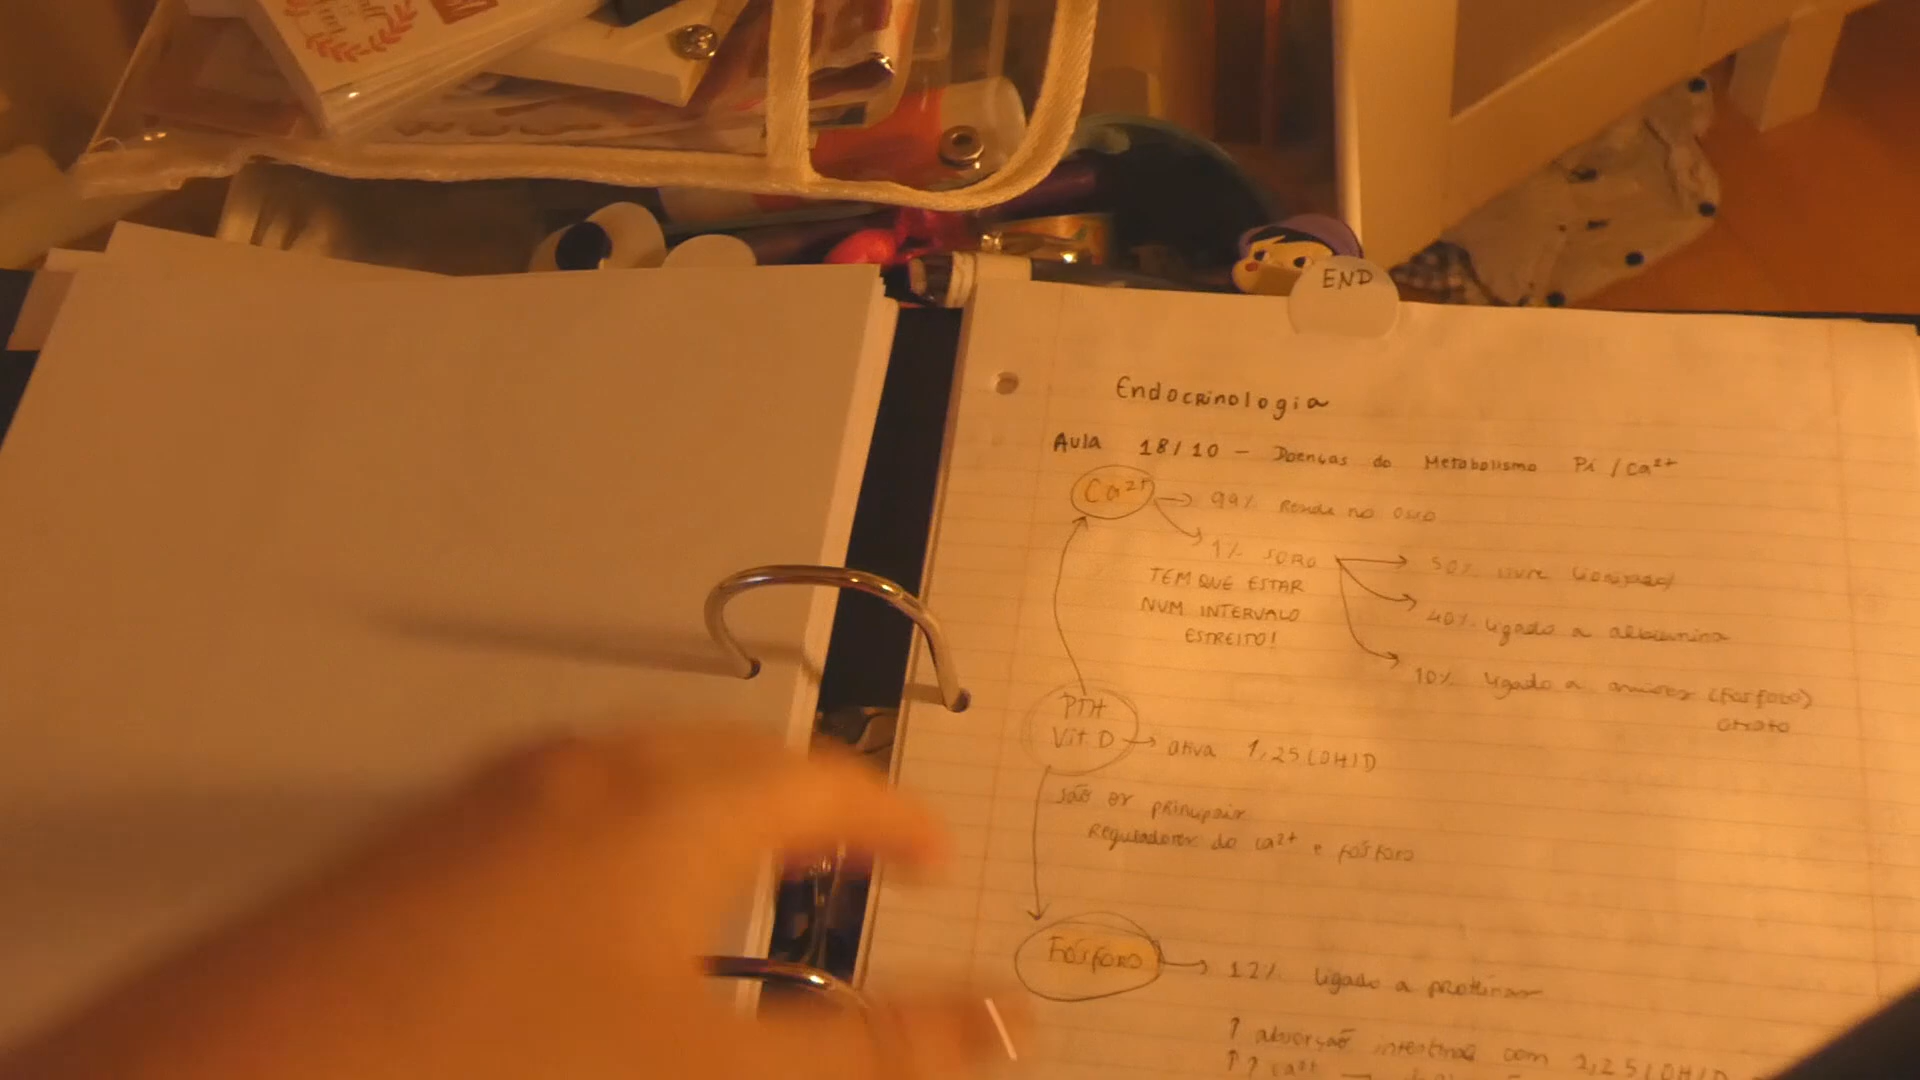 END
Endocrinologia
Aula 18/10 - Doenças do Metabolismo Pi / Ca²⁺
Ca²⁺ → 99% Reside no osso
1% SORO → 50% livre (ionizado)
TEM QUE ESTAR
NUM INTERVALO
ESTREITO!
40% ligado a albumina
10% ligado a aniões (fósforo)
citrato
PTH
Vit D → ativa 1,25(OH)D
são os principais
Reguladores do Ca²⁺ e fósforo
FÓSFORO → 12% ligado a proteínas
↑ absorção intestinal com 1,25(OH)D